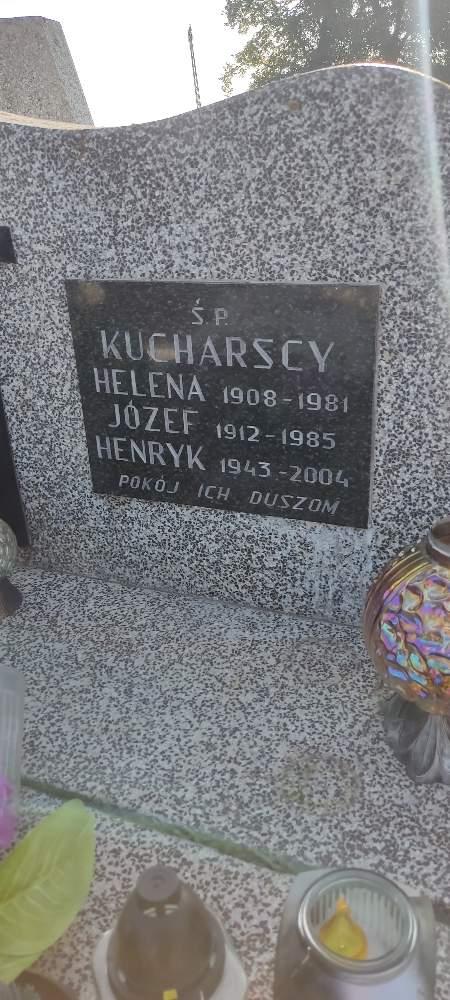 Ś.P.
KUCHARSCY
HELENA 1908-1981
JÓZEF 1912-1985
HENRYK 1943-2004
POKÓJ ICH DUSZOM